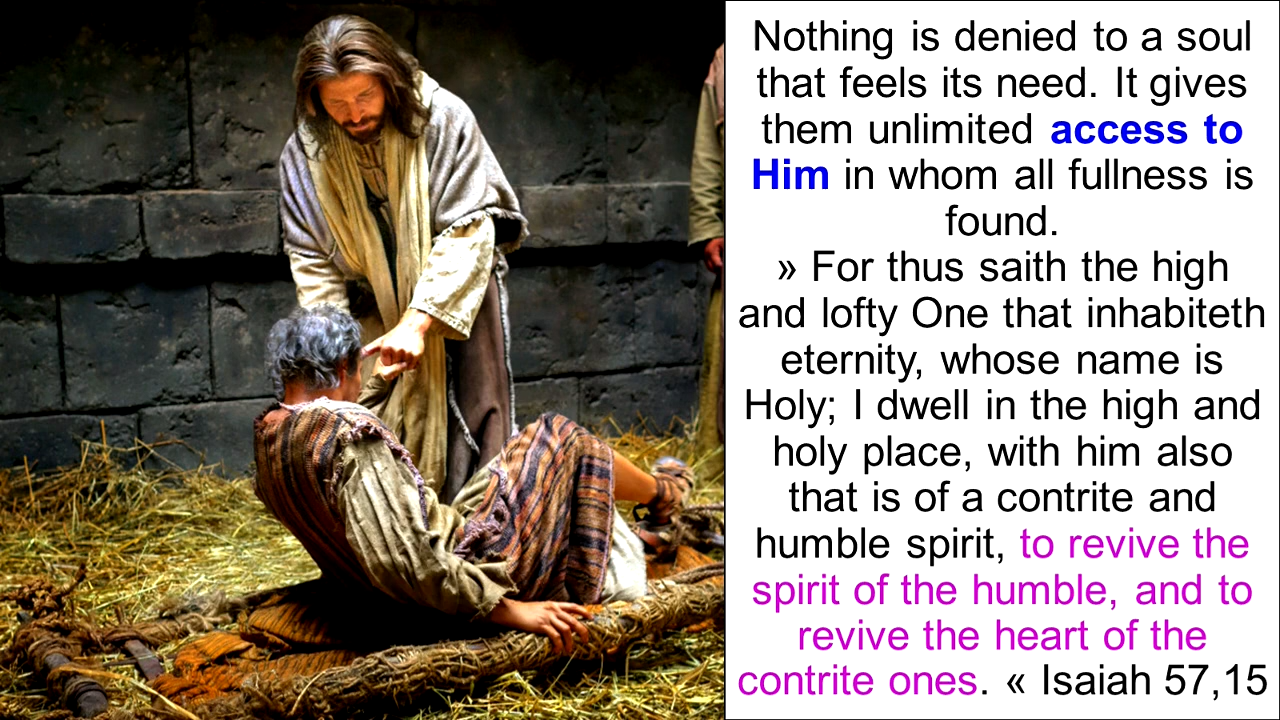 Nothing is denied to a soul
that feels its need. It gives
them unlimited access to
Him in whom all fullness is
found.
» For thus saith the high
and lofty One that inhabiteth
eternity, whose name is
Holy; I dwell in the high and
holy place, with him also
that is of a contrite and
humble spirit, to revive the
spirit of the humble, and to
revive the heart of the
contrite ones. « Isaiah 57,15